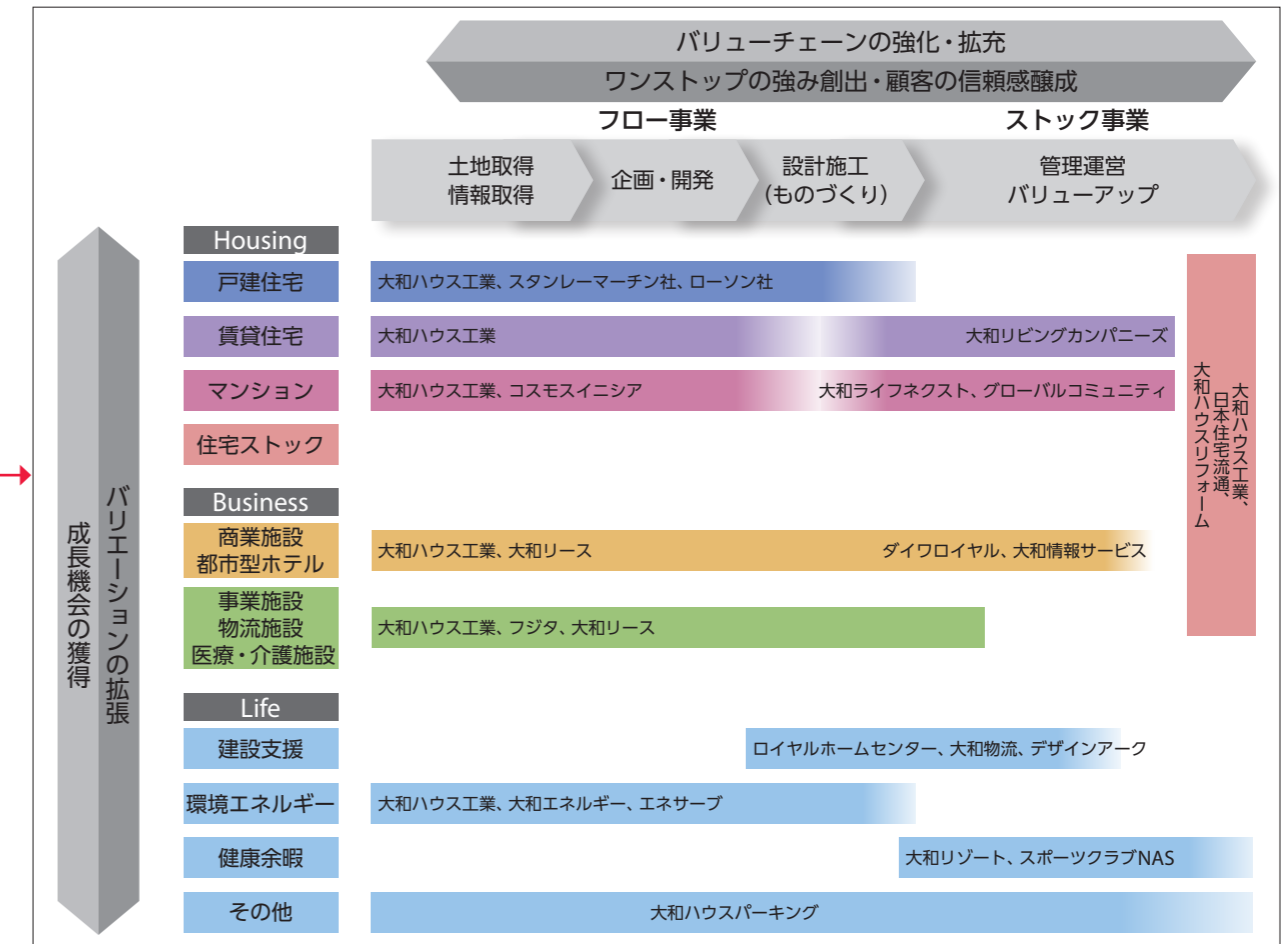 バリューチェーンの強化・拡充
ワンストップの強み創出・顧客の信頼感醸成
フロー事業
ストック事業
土地取得
情報取得
企画・開発
設計施工
(ものづくり)
管理運営
バリューアップ
バリエーションの拡張
成長機会の獲得
Housing
戸建住宅
大和ハウス工業、スタンレーマーチン社、ローソン社
賃貸住宅
大和ハウス工業
大和リビングカンパニーズ
マンション
大和ハウス工業、コスモスイニシア
大和ライフネクスト、グローバルコミュニティ
住宅ストック
大和ハウス工業、
日本住宅流通、
大和ハウスリフォーム
Business
商業施設
都市型ホテル
大和ハウス工業、大和リース
ダイワロイヤル、大和情報サービス
事業施設
物流施設
医療・介護施設
大和ハウス工業、フジタ、大和リース
Life
建設支援
ロイヤルホームセンター、大和物流、デザインアーク
環境エネルギー
大和ハウス工業、大和エネルギー、エネサーブ
健康余暇
大和リゾート、スポーツクラブNAS
その他
大和ハウスパーキング